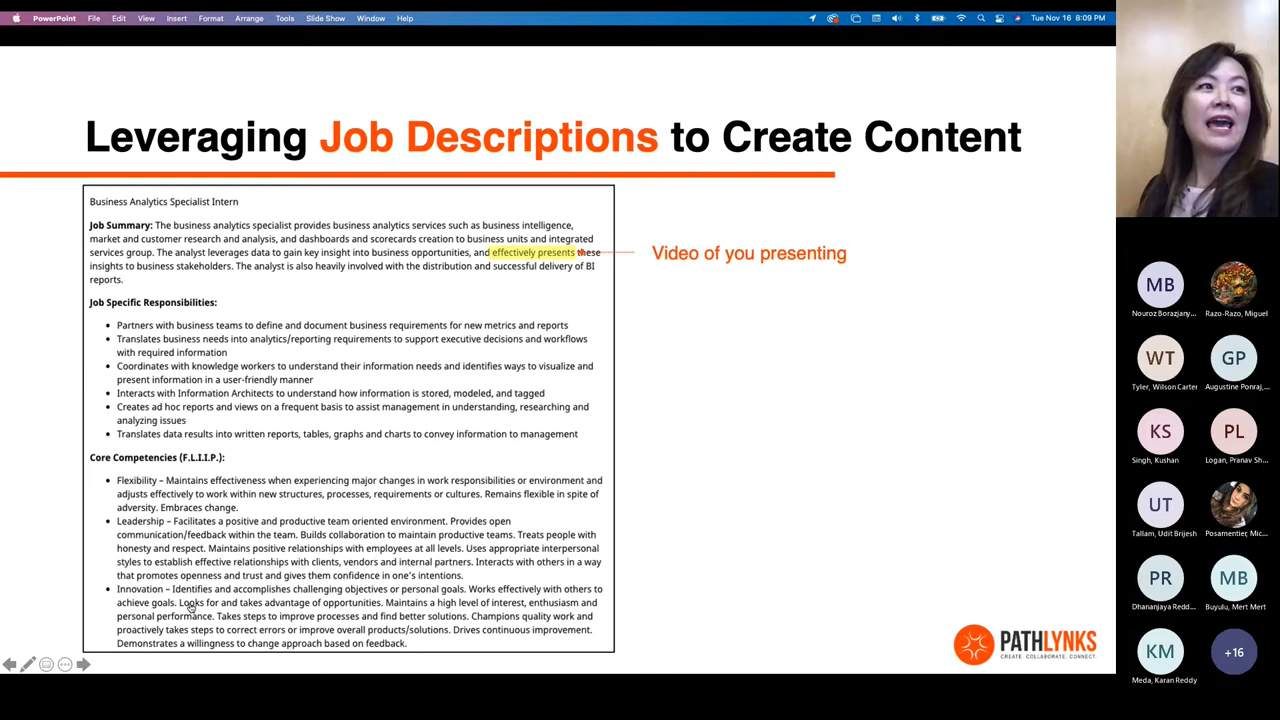 PowerPoint File Edit View Insert Format Arrange Tools Slide Show Window Help Tue Nov 16 8:09 PM
Leveraging Job Descriptions to Create Content
Business Analytics Specialist Intern
Job Summary: The business analytics specialist provides business analytics services such as business intelligence,
market and customer research and analysis, and dashboards and scorecards creation to business units and integrated
services group. The analyst leverages data to gain key insight into business opportunities, and effectively presents these
insights to business stakeholders. The analyst is also heavily involved with the distribution and successful delivery of BI
reports.
Video of you presenting
Job Specific Responsibilities:
• Partners with business teams to define and document business requirements for new metrics and reports
• Translates business needs into analytics/reporting requirements to support executive decisions and workflows
with required information
• Coordinates with knowledge workers to understand their information needs and identifies ways to visualize and
present information in a user-friendly manner
• Interacts with Information Architects to understand how information is stored, modeled, and tagged
• Creates ad hoc reports and views on a frequent basis to assist management in understanding, researching and
analyzing issues
• Translates data results into written reports, tables, graphs and charts to convey information to management
Core Competencies (F.L.I.I.P.):
• Flexibility – Maintains effectiveness when experiencing major changes in work responsibilities or environment and
adjusts effectively to work within new structures, processes, requirements or cultures. Remains flexible in spite of
adversity. Embraces change.
• Leadership – Facilitates a positive and productive team oriented environment. Provides open
communication/feedback within the team. Builds collaboration to maintain productive teams. Treats people with
honesty and respect. Maintains positive relationships with employees at all levels. Uses appropriate interpersonal
styles to establish effective relationships with clients, vendors and internal partners. Interacts with others in a way
that promotes openness and trust and gives them confidence in one's intentions.
• Innovation – Identifies and accomplishes challenging objectives or personal goals. Works effectively with others to
achieve goals. Looks for and takes advantage of opportunities. Maintains a high level of interest, enthusiasm and
personal performance. Takes steps to improve processes and find better solutions. Champions quality work and
proactively takes steps to correct errors or improve overall products/solutions. Drives continuous improvement.
Demonstrates a willingness to change approach based on feedback.
PATHLYNKS
CREATE. COLLABORATE. CONNECT.
MB
Nouroz Borazjany... Razo-Razo, Miguel
WT GP
Tyler, Wilson Carter Augustine Ponraj,...
KS PL
Singh, Kushan Logan, Pranav Sh...
UT
Tallam, Udit Brijesh Posamentier, Mic...
PR MB
Dhananjaya Redd... Buyulu, Mert Mert
KM +16
Meda, Karan Reddy